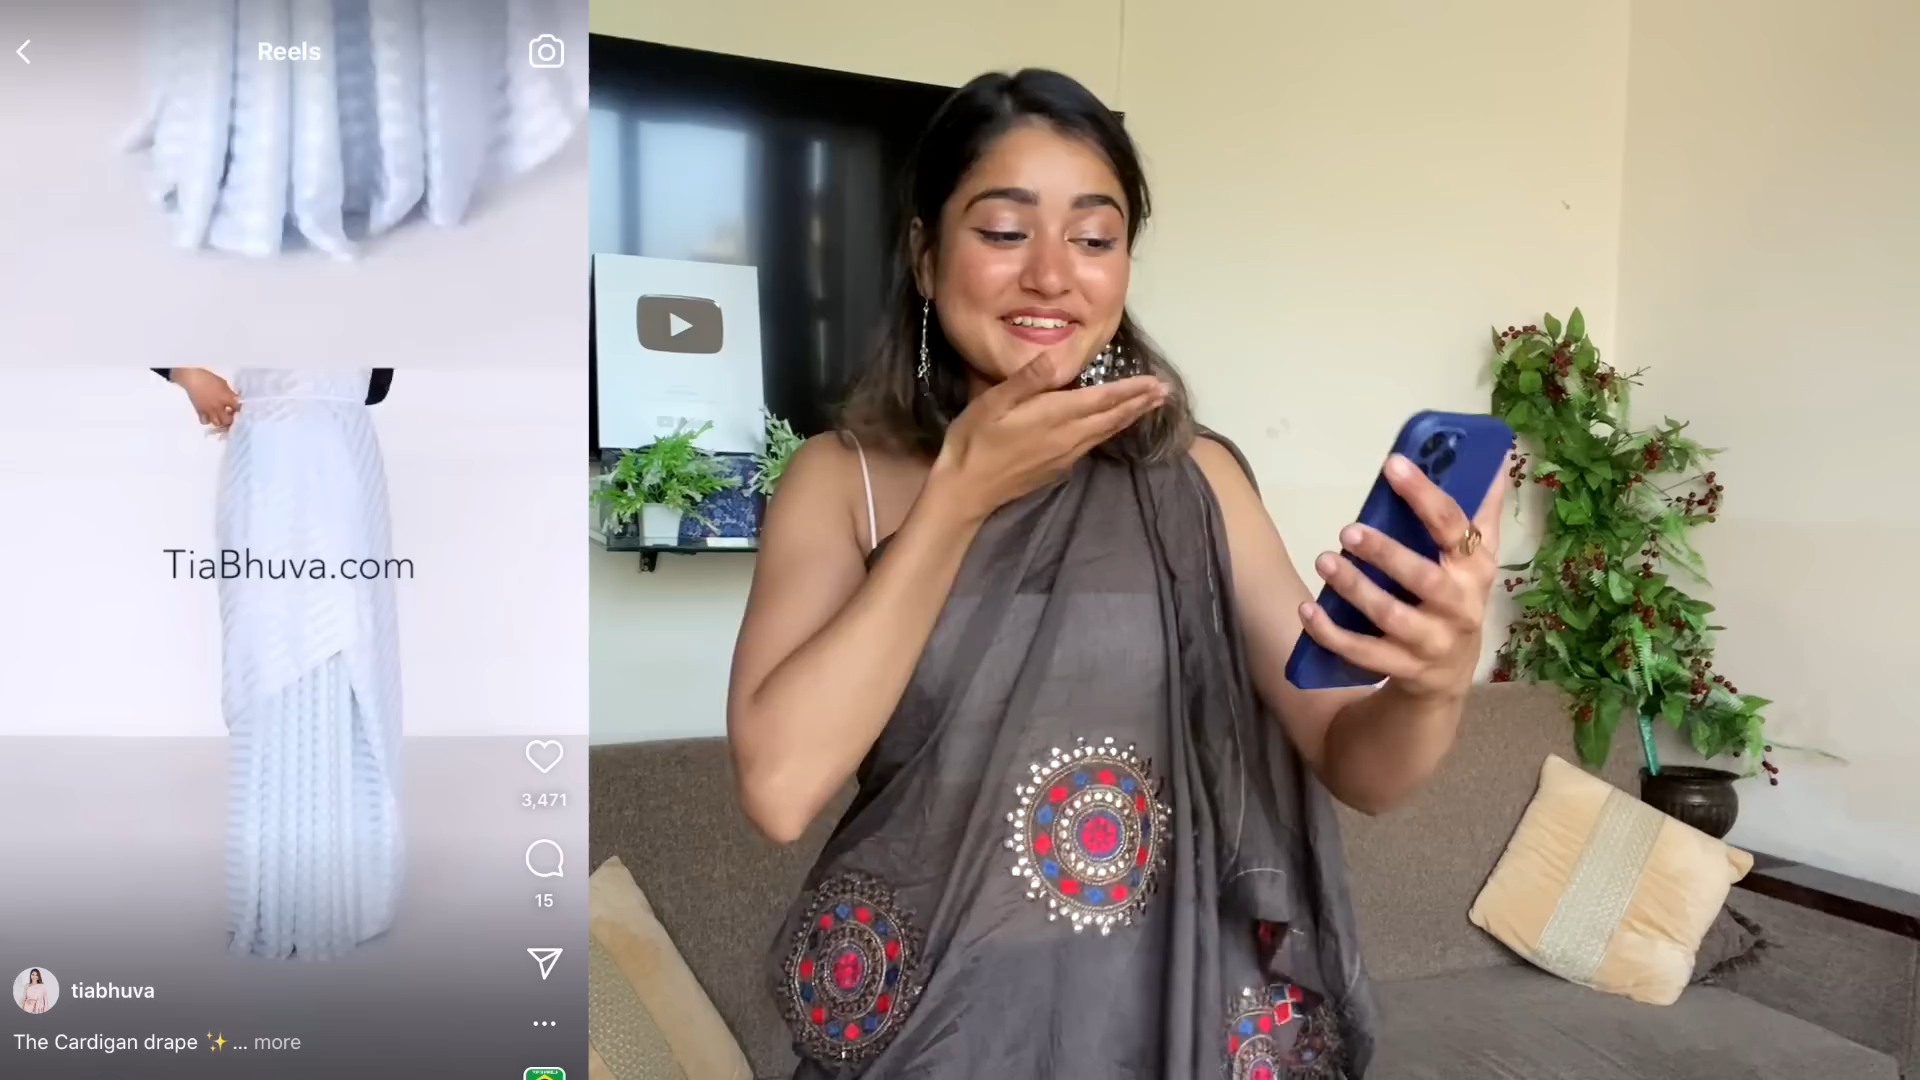 Reels
TiaBhuva.com
3,471
15
tiabhuva
The Cardigan drape ✨ ... more